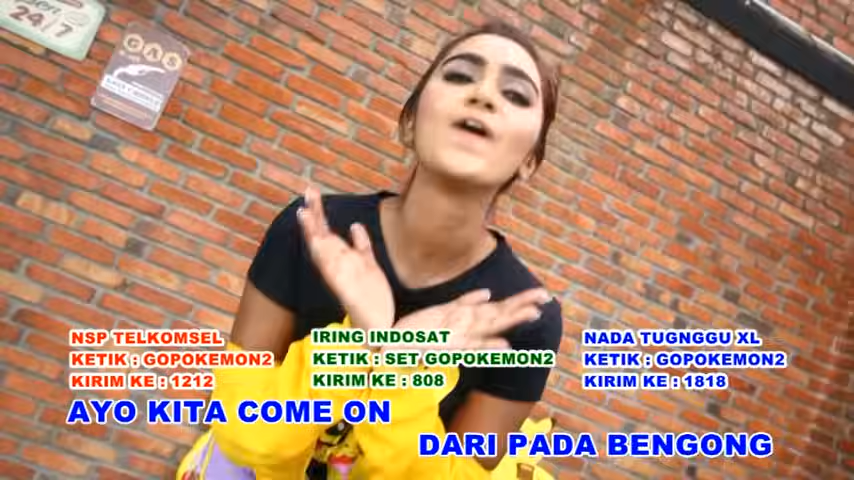 24/7
GAS
NSP TELKOMSEL
KETIK : GOPOKEMON2
KIRIM KE : 1212
IRING INDOSAT
KETIK : SET GOPOKEMON2
KIRIM KE : 808
NADA TUGNGGU XL
KETIK : GOPOKEMON2
KIRIM KE : 1818
AYO KITA COME ON
DARI PADA BENGONG